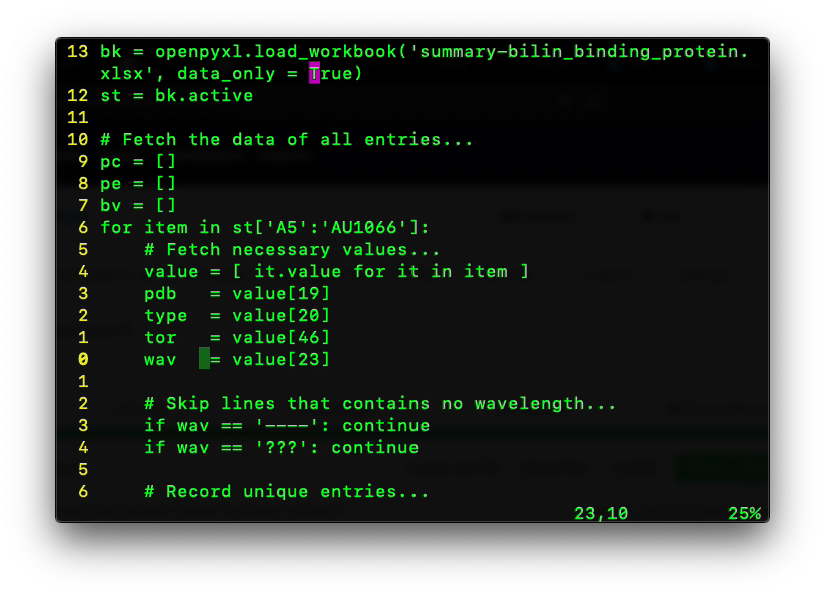 13 bk = openpyxl.load_workbook('summary-bilin_binding_protein.
xlsx', data_only = True)
12 st = bk.active
11
10 # Fetch the data of all entries...
9 pc = []
8 pe = []
7 bv = []
6 for item in st['A5':'AU1066']:
5     # Fetch necessary values...
4     value = [ it.value for it in item ]
3     pdb   = value[19]
2     type  = value[20]
1     tor   = value[46]
0     wav   = value[23]
1
2     # Skip lines that contains no wavelength...
3     if wav == '----': continue
4     if wav == '???': continue
5
6     # Record unique entries...
23,10 25%